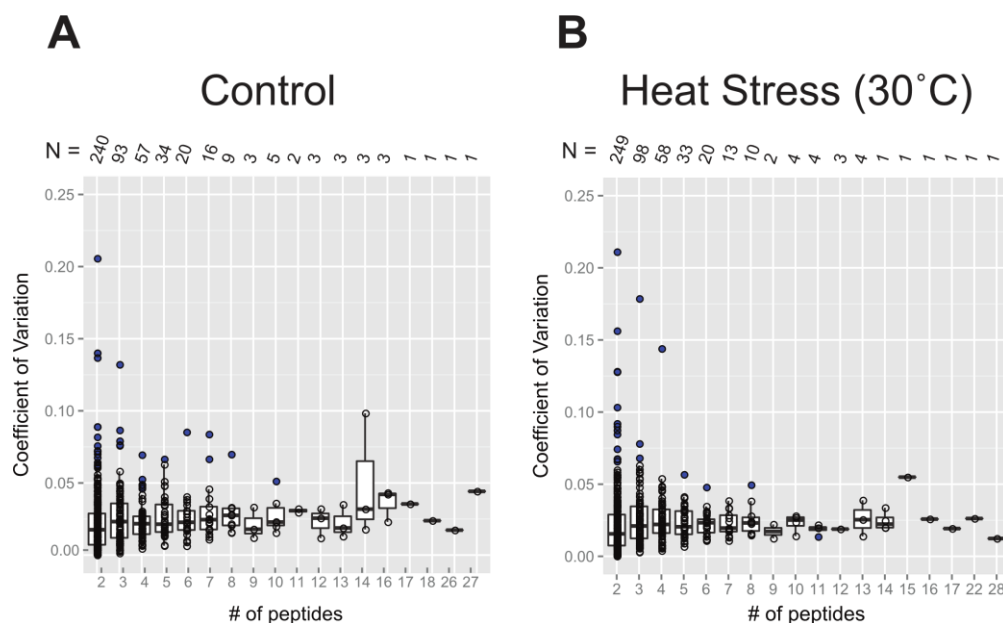 A
B
Control
Heat Stress (30˚C)
N = 240 93 57 34 20 16 9 3 5 2 3 3 3 3 1 1 1 1
N = 249 98 58 33 20 13 10 2 4 4 3 4 1 1 1 1 1 1
Coefficient of Variation
0.25
0.20
0.15
0.10
0.05
0.00
2 3 4 5 6 7 8 9 10 11 12 13 14 16 17 18 26 27
# of peptides
Coefficient of Variation
0.25
0.20
0.15
0.10
0.05
0.00
2 3 4 5 6 7 8 9 10 11 12 13 14 15 16 17 22 28
# of peptides